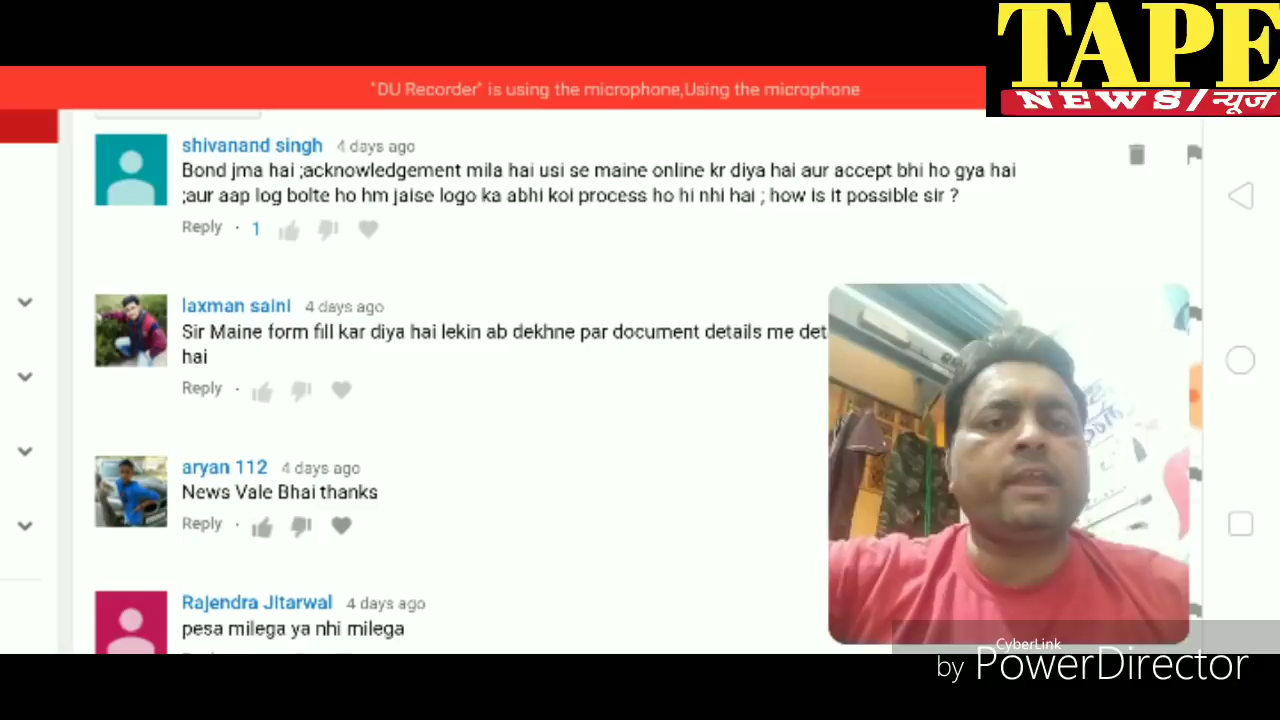 TAPE
NEWS/न्यूज
"DU Recorder" is using the microphone,Using the microphone
shivanand singh 4 days ago
Bond jma hai ;acknowledgement mila hai usi se maine online kr diya hai aur accept bhi ho gya hai
;aur aap log bolte ho hm jaise logo ka abhi koi process ho hi nhi hai ; how is it possible sir ?
Reply · 1
laxman saini 4 days ago
Sir Maine form fill kar diya hai lekin ab dekhne par document details me det
hai
Reply ·
aryan 112 4 days ago
News Vale Bhai thanks
Reply ·
Rajendra Jitarwal 4 days ago
pesa milega ya nhi milega
CyberLink
by PowerDirector